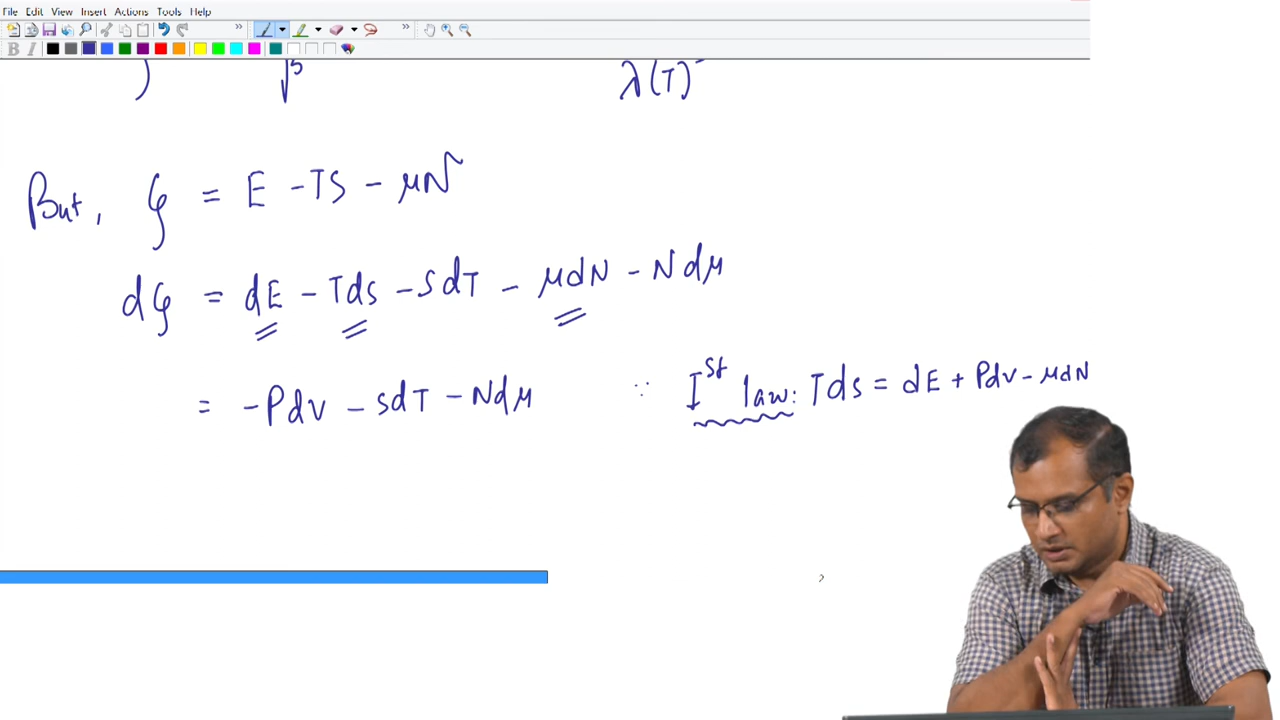 File Edit View Insert Actions Tools Help
λ(T)
But, G = E - TS - μN
dG = dE - Tds - SdT - μdN - Ndμ
= -Pdv - sdT - Ndμ ∵ Ist law: Tds = dE + Pdv - μdN